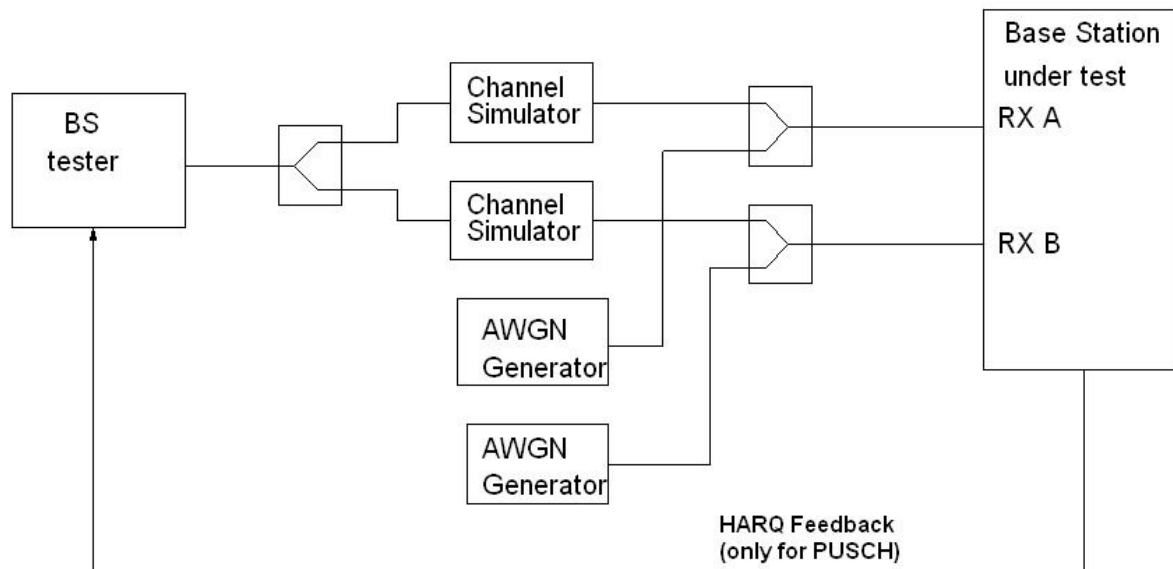 BS
tester
Channel
Simulator
Channel
Simulator
AWGN
Generator
AWGN
Generator
Base Station
under test
RX A
RX B
HARQ Feedback
(only for PUSCH)